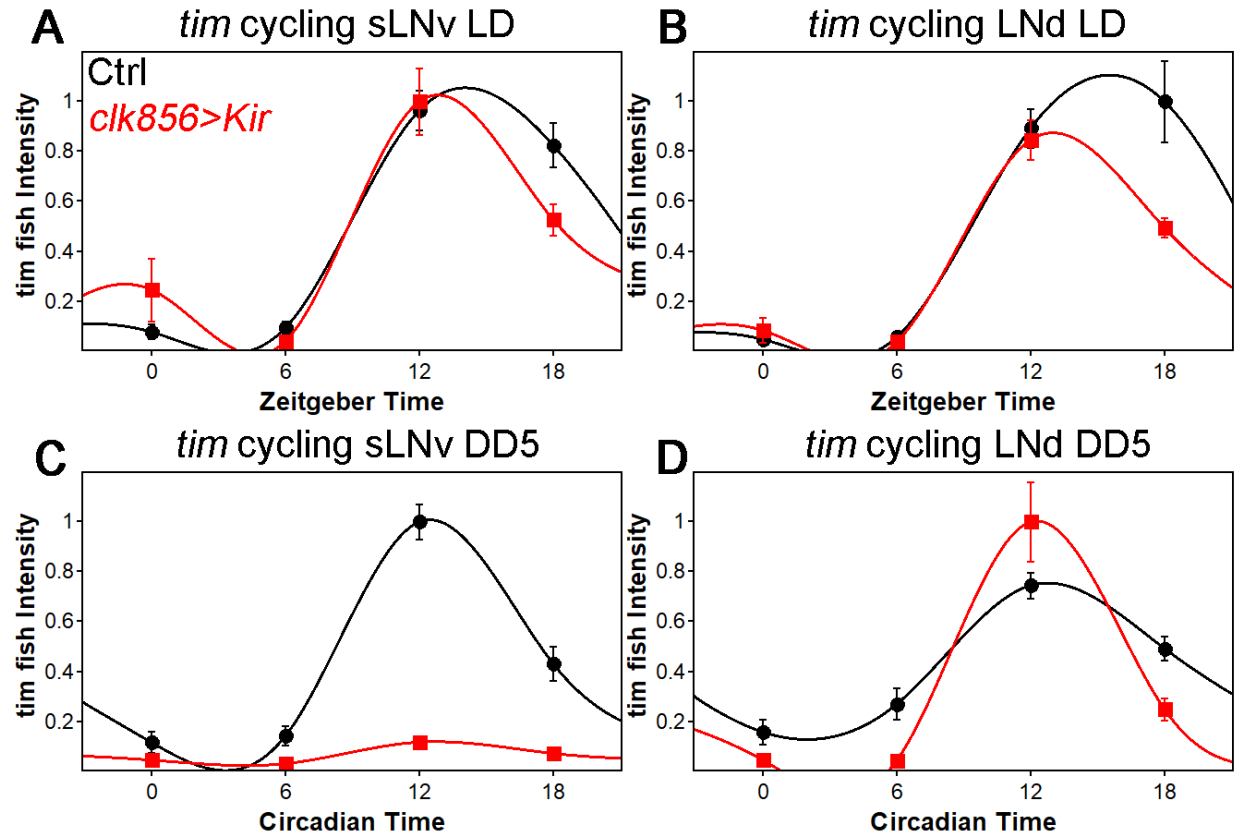 A
tim cycling sLNv LD
Ctrl
clk856>Kir
tim fish Intensity
1
0.8
0.6
0.4
0.2
0
6
12
18
Zeitgeber Time
B
tim cycling LNd LD
tim fish Intensity
1
0.8
0.6
0.4
0.2
0
6
12
18
Zeitgeber Time
C
tim cycling sLNv DD5
tim fish Intensity
1
0.8
0.6
0.4
0.2
0
6
12
18
Circadian Time
D
tim cycling LNd DD5
tim fish Intensity
1
0.8
0.6
0.4
0.2
0
6
12
18
Circadian Time